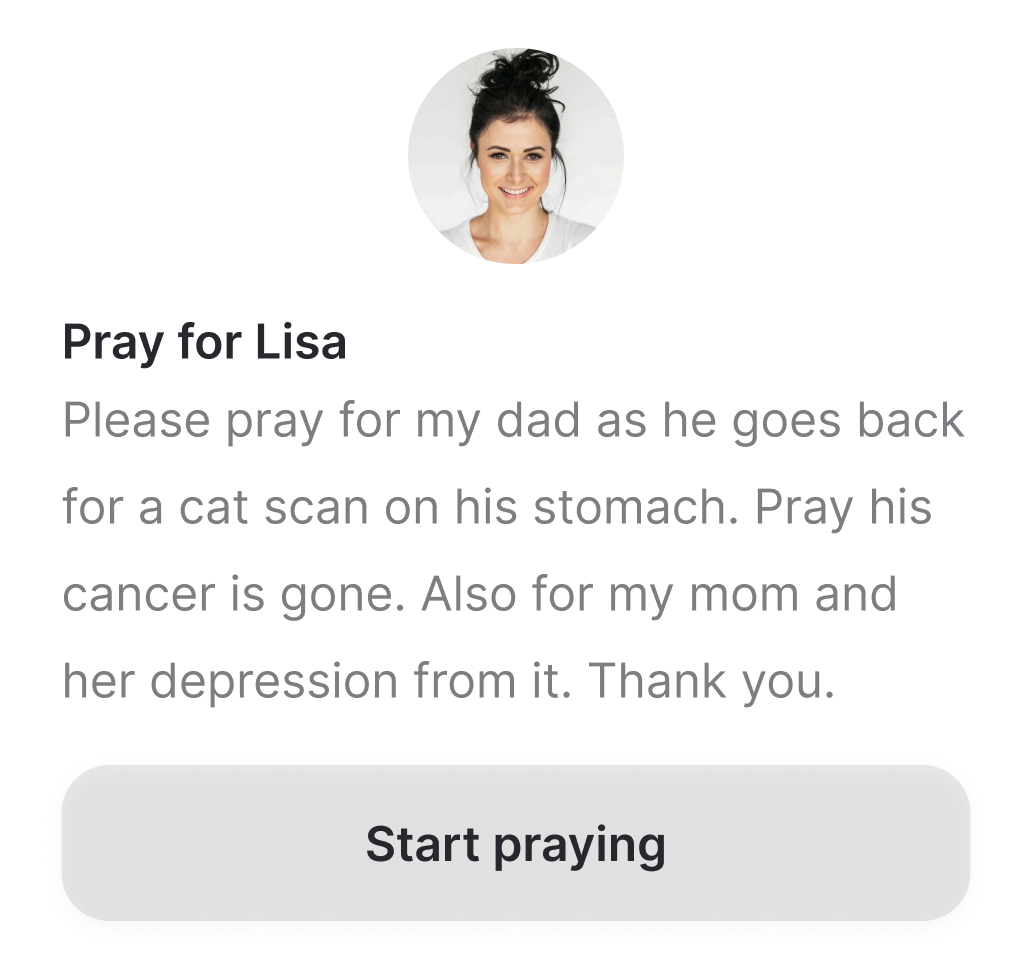 Pray for Lisa
Please pray for my dad as he goes back
for a cat scan on his stomach. Pray his
cancer is gone. Also for my mom and
her depression from it. Thank you.
Start praying